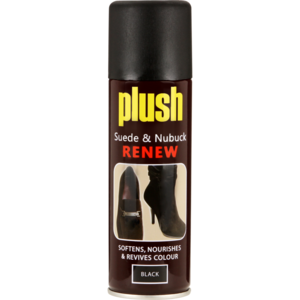 plush
Suede & Nubuck
RENEW
SOFTENS, NOURISHES
& REVIVES COLOUR
BLACK